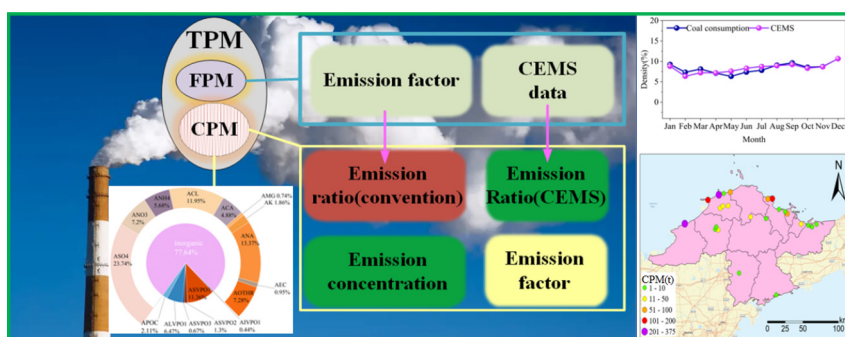 TPM
FPM
CPM
Emission factor
CEMS
data
Emission
ratio(convention)
Emission
Ratio(CEMS)
Emission
concentration
Emission
factor
ACL
11.95%
ANH4
5.68%
ACA
4.88%
AMG 0.74%
AK 1.86%
ANO3
7.2%
ANA
13.37%
inorganic
77.64%
ASO4
23.74%
AEC
0.95%
ASVPO1
AOTHR
7.28%
APOC
2.11%
ALVPO1
6.47%
ASVPO3
0.67%
ASVPO2
1.3%
AIVPO1
0.44%
Coal consumption
CEMS
Density(%)
20
15
10
5
0
Jan Feb Mar Apr May Jun Jul Aug Sep Oct Nov Dec
Month
N
CPM(t)
1 - 10
11 - 50
51 - 100
101 - 200
201 - 375
0 25 50 100
km